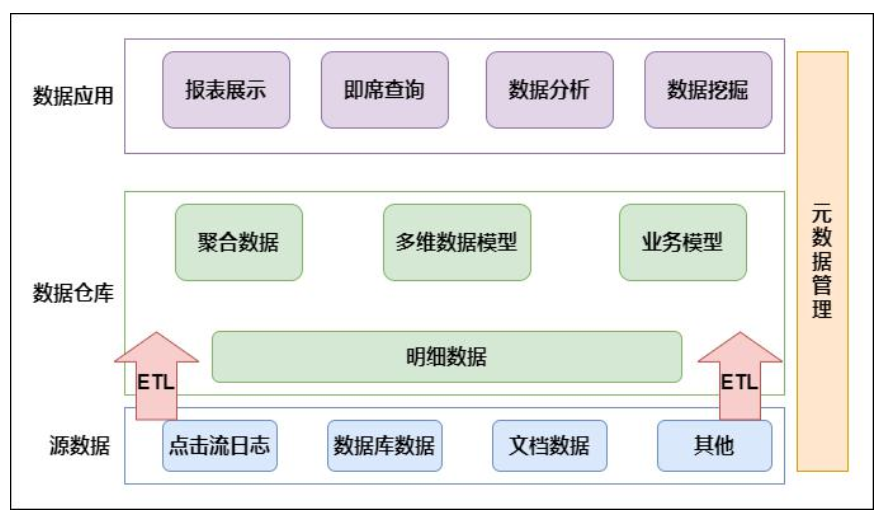 数据应用
报表展示
即席查询
数据分析
数据挖掘
数据仓库
聚合数据
多维数据模型
业务模型
明细数据
ETL
ETL
源数据
点击流日志
数据库数据
文档数据
其他
元数据管理